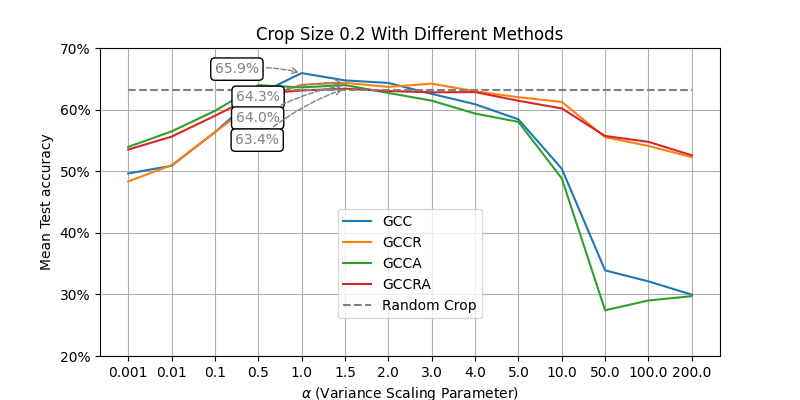 Crop Size 0.2 With Different Methods
70%
60%
50%
40%
30%
20%
Mean Test accuracy
65.9%
64.3%
64.0%
63.4%
GCC
GCCR
GCCA
GCCRA
Random Crop
0.001 0.01 0.1 0.5 1.0 1.5 2.0 3.0 4.0 5.0 10.0 50.0 100.0 200.0
α (Variance Scaling Parameter)